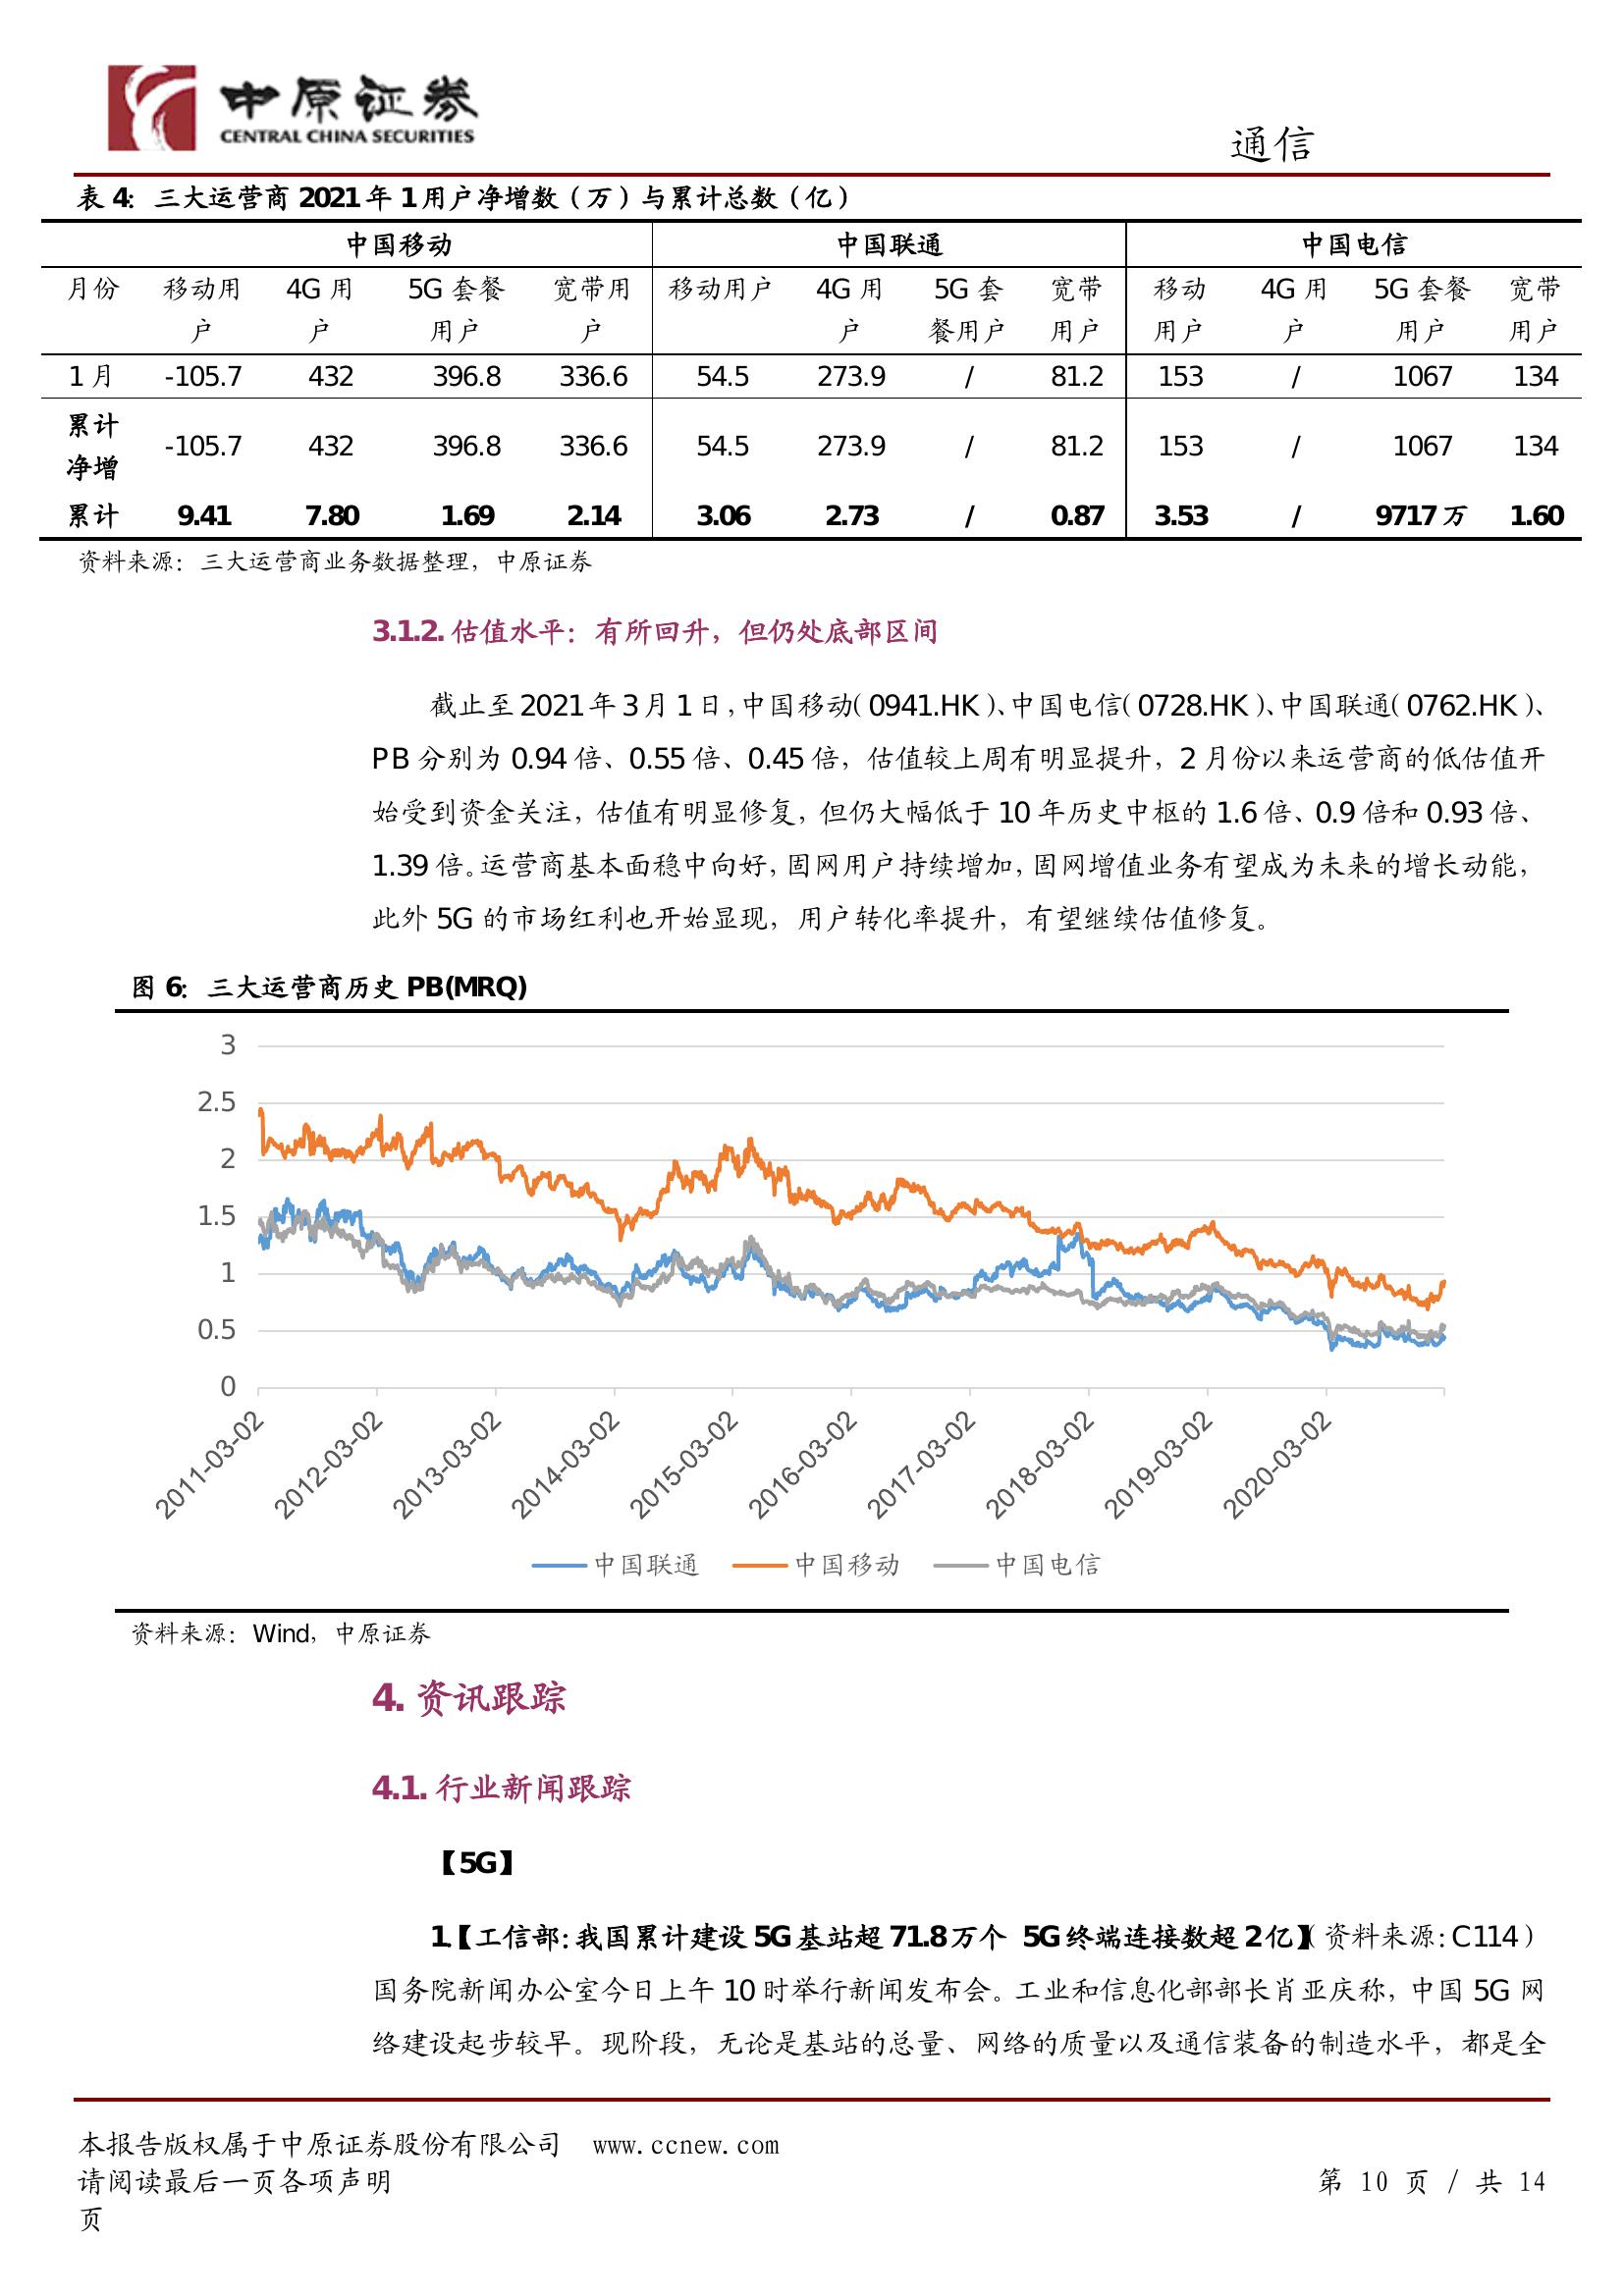 中原证券
CENTRAL CHINA SECURITIES
通信
表 4：三大运营商 2021 年 1 用户净增数（万）与累计总数（亿）
中国移动 中国联通 中国电信
月份 移动用户 4G 用户 5G 套餐用户 宽带用户 移动用户 4G 用户 5G 套餐用户 宽带用户 移动用户 4G 用户 5G 套餐用户 宽带用户
1 月 -105.7 432 396.8 336.6 54.5 273.9 / 81.2 153 / 1067 134
累计净增 -105.7 432 396.8 336.6 54.5 273.9 / 81.2 153 / 1067 134
累计 9.41 7.80 1.69 2.14 3.06 2.73 / 0.87 3.53 / 9717 万 1.60
资料来源：三大运营商业务数据整理，中原证券
3.1.2. 估值水平：有所回升，但仍处底部区间
截止至 2021 年 3 月 1 日，中国移动（0941.HK）、中国电信（0728.HK）、中国联通（0762.HK）、
PB 分别为 0.94 倍、0.55 倍、0.45 倍，估值较上周有明显提升，2 月份以来运营商的低估值开
始受到资金关注，估值有明显修复，但仍大幅低于 10 年历史中枢的 1.6 倍、0.9 倍和 0.93 倍、
1.39 倍。运营商基本面稳中向好，固网用户持续增加，固网增值业务有望成为未来的增长动能，
此外 5G 的市场红利也开始显现，用户转化率提升，有望继续估值修复。
图 6：三大运营商历史 PB(MRQ)
3
2.5
2
1.5
1
0.5
0
2011-03-02 2012-03-02 2013-03-02 2014-03-02 2015-03-02 2016-03-02 2017-03-02 2018-03-02 2019-03-02 2020-03-02
中国联通 中国移动 中国电信
资料来源：Wind，中原证券
4. 资讯跟踪
4.1. 行业新闻跟踪
【5G】
1.【工信部：我国累计建设 5G 基站超 71.8 万个 5G 终端连接数超 2 亿】（资料来源：C114）
国务院新闻办公室今日上午 10 时举行新闻发布会。工业和信息化部部长肖亚庆称，中国 5G 网
络建设起步较早。现阶段，无论是基站的总量、网络的质量以及通信装备的制造水平，都是全
本报告版权属于中原证券股份有限公司 www.ccnew.com
请阅读最后一页各项声明 第 10 页 / 共 14
页